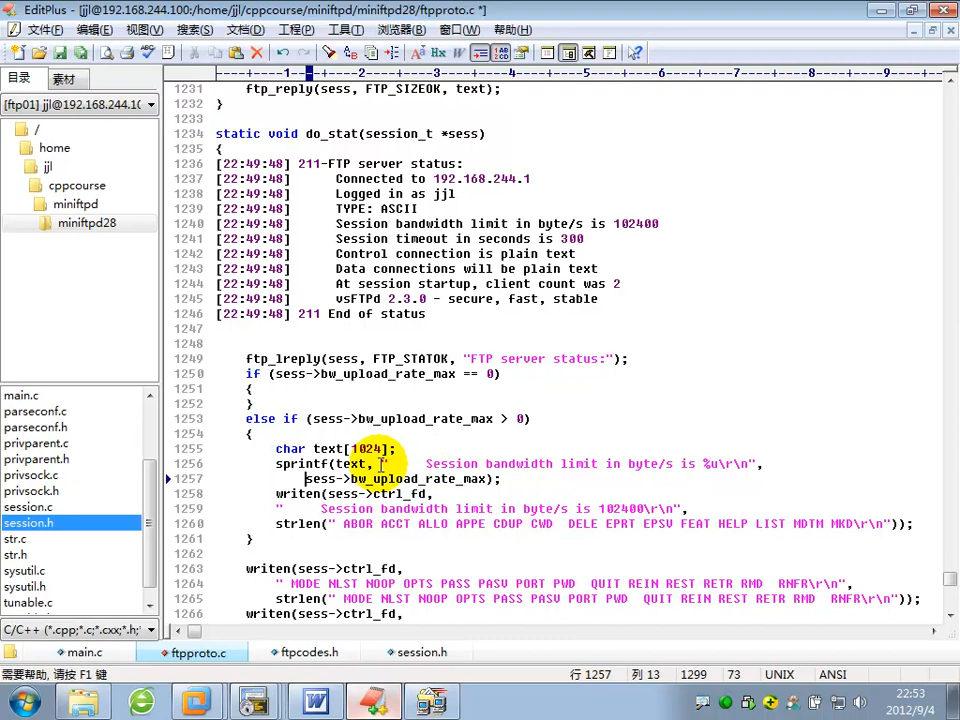 EditPlus - [jjl@192.168.244.100:/home/jjl/cppcourse/miniftpd/miniftpd28/ftpproto.c *]
文件(F) 编辑(E) 视图(V) 搜索(S) 文档(D) 工程(P) 工具(T) 浏览器(B) 窗口(W) 帮助(H)
目录 素材
----+----1----+----2----+----3----+----4----+----5----+----6----+----7----+----8----+----9---
[ftp01] jjl@192.168.244.10
/
home
jjl
cppcourse
miniftpd
miniftpd28
main.c
parseconf.c
parseconf.h
privparent.c
privparent.h
privsock.c
privsock.h
session.c
session.h
str.c
str.h
sysutil.c
sysutil.h
tunable.c
C/C++ (*.cpp;*.c;*.cxx;*.h;
1231     ftp_reply(sess, FTP_SIZEOK, text);
1232 }
1233
1234 static void do_stat(session_t *sess)
1235 {
1236 [22:49:48] 211-FTP server status:
1237 [22:49:48]      Connected to 192.168.244.1
1238 [22:49:48]      Logged in as jjl
1239 [22:49:48]      TYPE: ASCII
1240 [22:49:48]      Session bandwidth limit in byte/s is 102400
1241 [22:49:48]      Session timeout in seconds is 300
1242 [22:49:48]      Control connection is plain text
1243 [22:49:48]      Data connections will be plain text
1244 [22:49:48]      At session startup, client count was 2
1245 [22:49:48]      vsFTPd 2.3.0 - secure, fast, stable
1246 [22:49:48] 211 End of status
1247
1248
1249     ftp_lreply(sess, FTP_STATOK, "FTP server status:");
1250     if (sess->bw_upload_rate_max == 0)
1251     {
1252     }
1253     else if (sess->bw_upload_rate_max > 0)
1254     {
1255         char text[1024];
1256         sprintf(text, "     Session bandwidth limit in byte/s is %u\r\n",
1257             sess->bw_upload_rate_max);
1258         writen(sess->ctrl_fd,
1259         "     Session bandwidth limit in byte/s is 102400\r\n",
1260         strlen(" ABOR ACCT ALLO APPE CDUP CWD  DELE EPRT EPSV FEAT HELP LIST MDTM MKD\r\n"));
1261     }
1262
1263     writen(sess->ctrl_fd,
1264         " MODE NLST NOOP OPTS PASS PASV PORT PWD  QUIT REIN REST RETR RMD  RNFR\r\n",
1265         strlen(" MODE NLST NOOP OPTS PASS PASV PORT PWD  QUIT REIN REST RETR RMD  RNFR\r\n"));
1266     writen(sess->ctrl_fd,
main.c ftpproto.c ftpcodes.h session.h
需要帮助, 请按 F1 键 行 1257 列 13 1299 73 UNIX ANSI
22:53
2012/9/4